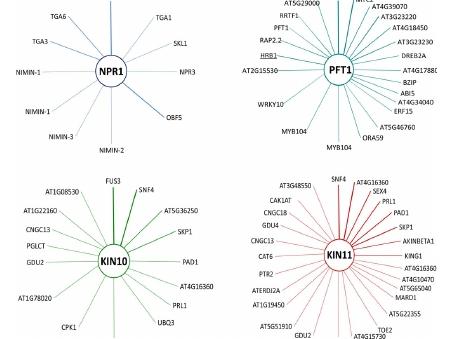 TGA6
TGA1
TGA3
SKL1
NIMIN-1
NPR1
NPR3
NIMIN-1
OBF5
NIMIN-3
NIMIN-2
AT5G29000
RRTF1
PFT1
RAP2.2
HRB1
AT2G15530
WRKY10
MYB104
MYB104
PFT1
AT4G39070
AT3G23220
AT4G18450
AT3G23230
DREB2A
AT4G1788
BZIP
ABI5
AT4G34040
ERF15
AT5G46760
ORA59
FUS3
SNF4
AT1G08530
AT1G22160
AT5G36250
CNGC13
SKP1
PGLCT
GDU2
KIN10
PAD1
AT4G16360
AT1G78020
PRL1
CPK1
UBQ3
SNF4
AT4G16360
AT3G48550
SEX4
CAK1AT
PRL1
CNGC18
PAD1
GDU4
SKP1
CNGC13
AKINBETA1
CAT6
KIN11
KING1
PTR2
AT4G16360
AT4G10470
ATERDI2A
AT5G65040
AT1G19450
MARD1
AT5G22355
AT5G51910
TOE2
GDU2
AT4G15730